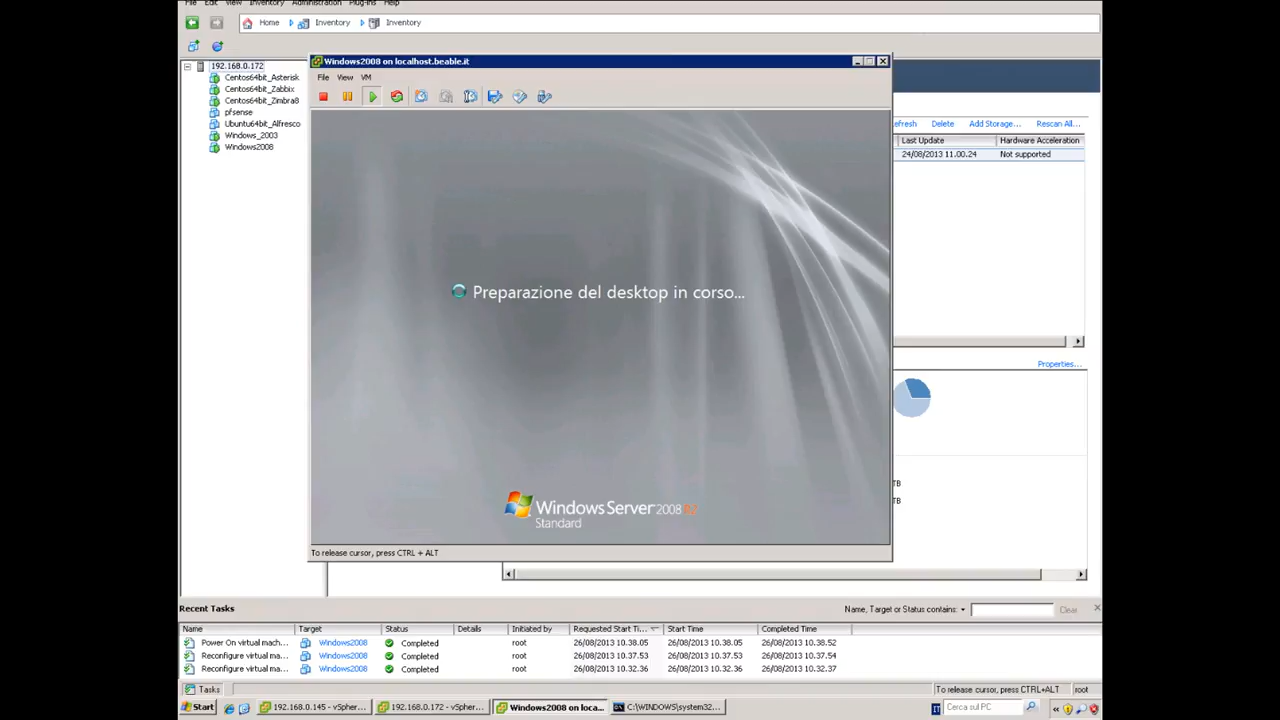 File Edit View Inventory Administration Plug-ins Help
Home Inventory Inventory
192.168.0.172
Centos64bit_Asterisk
Centos64bit_Zabbix
Centos64bit_Zimbra8
pfsense
Ubuntu64bit_Alfresco
Windows_2003
Windows2008
Windows2008 on localhost.beable.it
File View VM
efresh Delete Add Storage... Rescan All...
Last Update Hardware Acceleration
24/08/2013 11.00.24 Not supported
Preparazione del desktop in corso...
Properties...
TB
TB
Windows Server 2008 R2
Standard
To release cursor, press CTRL + ALT
Recent Tasks
Name, Target or Status contains: Clear
Name Target Status Details Initiated by Requested Start Ti... Start Time Completed Time
Power On virtual mach... Windows2008 Completed root 26/08/2013 10.38.05 26/08/2013 10.38.05 26/08/2013 10.38.52
Reconfigure virtual ma... Windows2008 Completed root 26/08/2013 10.37.53 26/08/2013 10.37.53 26/08/2013 10.37.54
Reconfigure virtual ma... Windows2008 Completed root 26/08/2013 10.32.36 26/08/2013 10.32.36 26/08/2013 10.32.37
Tasks To release cursor, press CTRL+ALT root
Start 192.168.0.145 - vSpher... 192.168.0.172 - vSpher... Windows2008 on loca... C:\WINDOWS\system32... IT Cerca sul PC